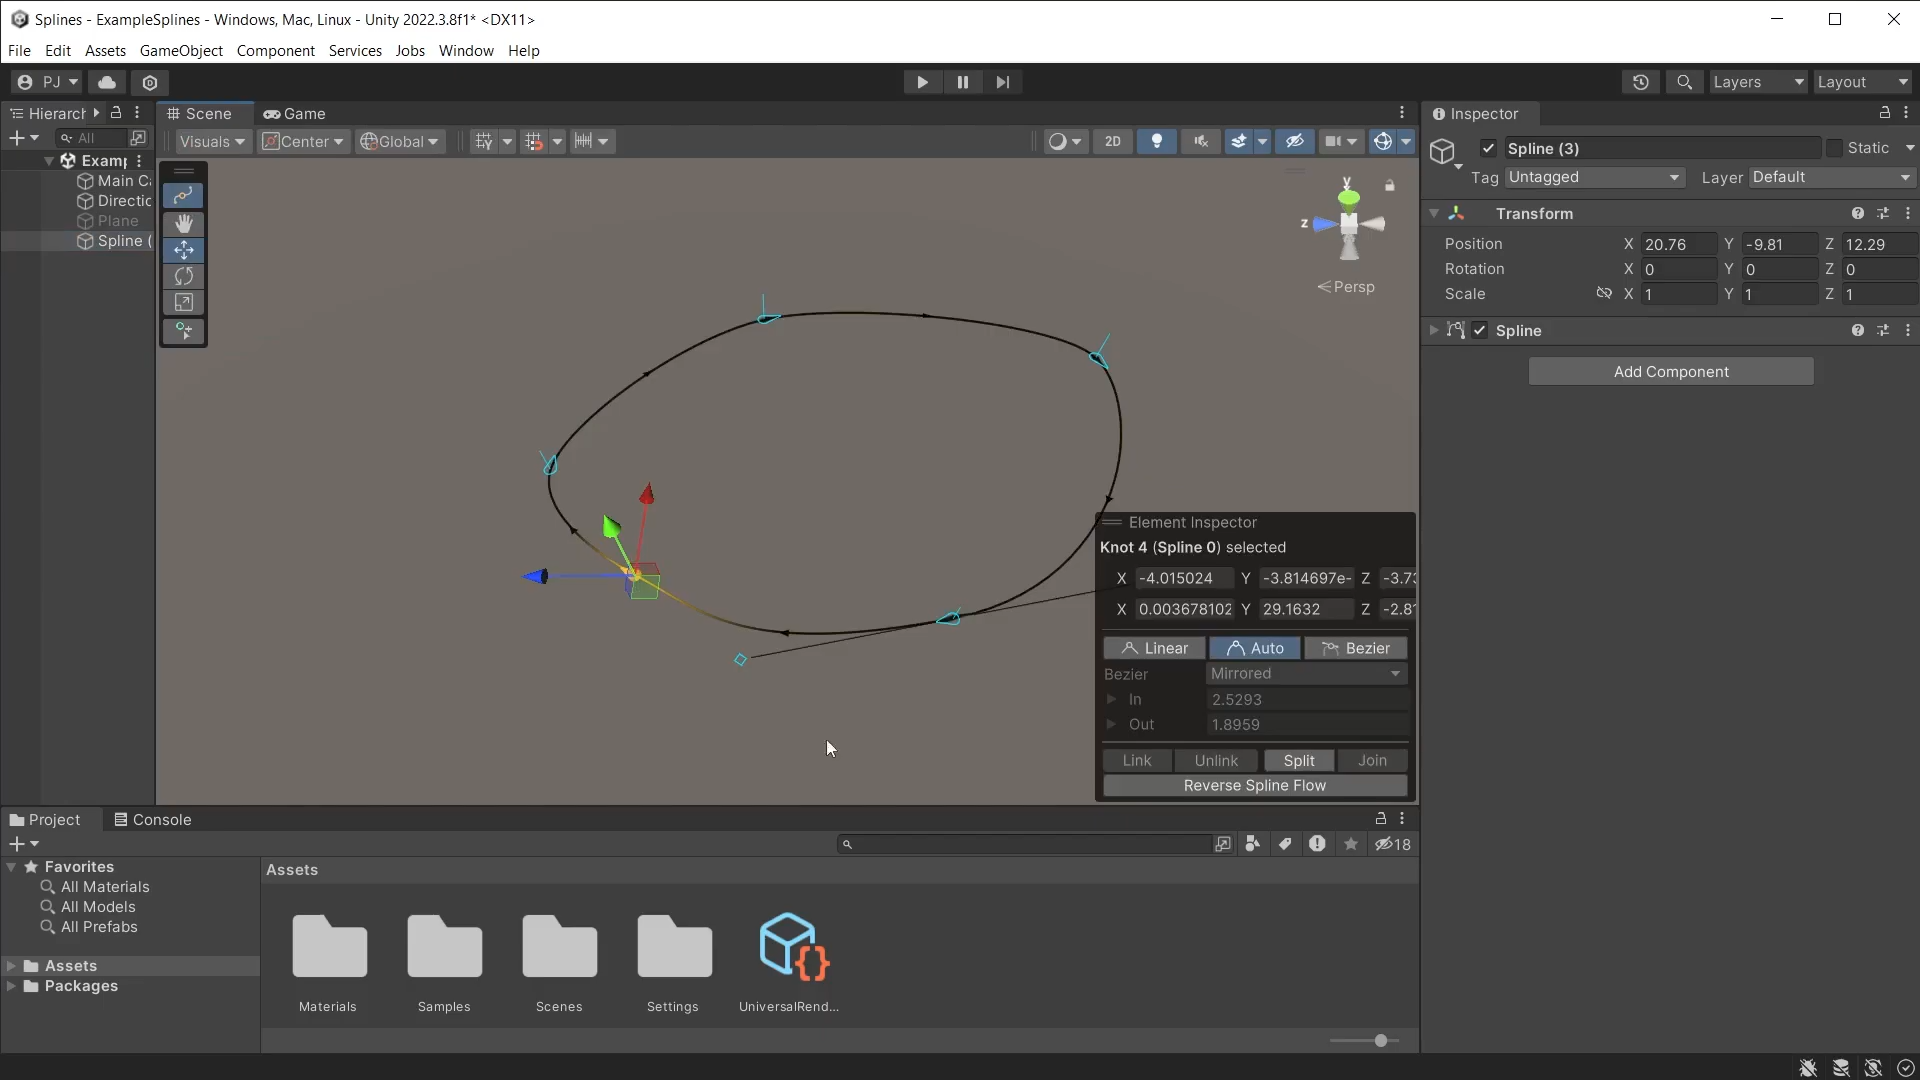 Splines - ExampleSplines - Windows, Mac, Linux - Unity 2022.3.8f1* <DX11>
File Edit Assets GameObject Component Services Jobs Window Help
PJ Layers Layout
Hierarch Scene Game Inspector
All Visuals Center Global 2D
Spline (3) Static
Tag Untagged Layer Default
Examp
Main C
Directic
Plane
Spline (
y
z
Persp
Transform
Position X 20.76 Y -9.81 Z 12.29
Rotation X 0 Y 0 Z 0
Scale X 1 Y 1 Z 1
Spline
Add Component
Element Inspector
Knot 4 (Spline 0) selected
X -4.015024 Y -3.814697e- Z -3.73
X 0.003678102 Y 29.1632 Z -2.81
Linear Auto Bezier
Bezier Mirrored
In 2.5293
Out 1.8959
Link Unlink Split Join
Reverse Spline Flow
Project Console
18
Favorites
All Materials
All Models
All Prefabs
Assets
Packages
Assets
Materials Samples Scenes Settings UniversalRend...